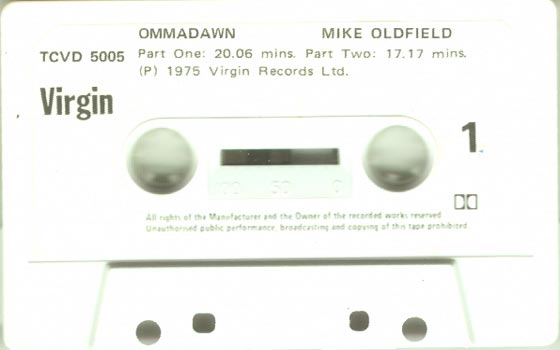 OMMADAWN MIKE OLDFIELD
TCVD 5005 Part One: 20.06 mins. Part Two: 17.17 mins.
(P) 1975 Virgin Records Ltd.
Virgin
1
100 50 0
All rights of the Manufacturer and the Owner of the recorded works reserved
Unauthorised public performance, broadcasting and copying of this tape prohibited